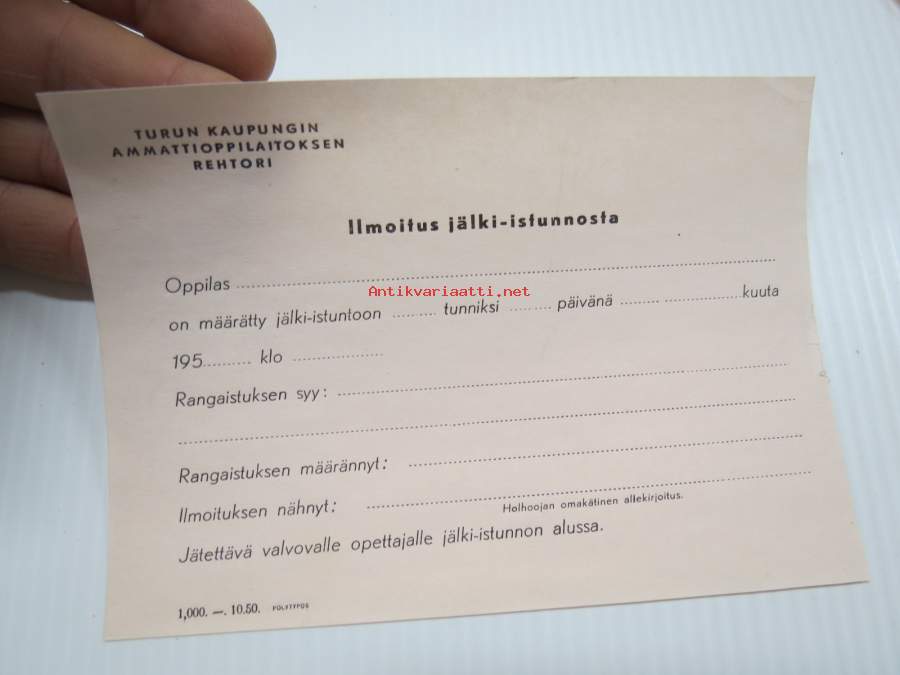 TURUN KAUPUNGIN
AMMATTIOPPILAITOKSEN
REHTORI
Ilmoitus jälki-istunnosta
Oppilas
Antikvariaatti.net
on määrätty jälki-istuntoon ........ tunniksi ........ päivänä ........ ........ kuuta
195........ klo ........
Rangaistuksen syy:
Rangaistuksen määrännyt:
Ilmoituksen nähnyt:
Holhoojan omakätinen allekirjoitus.
Jätettävä valvovalle opettajalle jälki-istunnon alussa.
1,000. —. 10.50. POLYTYPOS